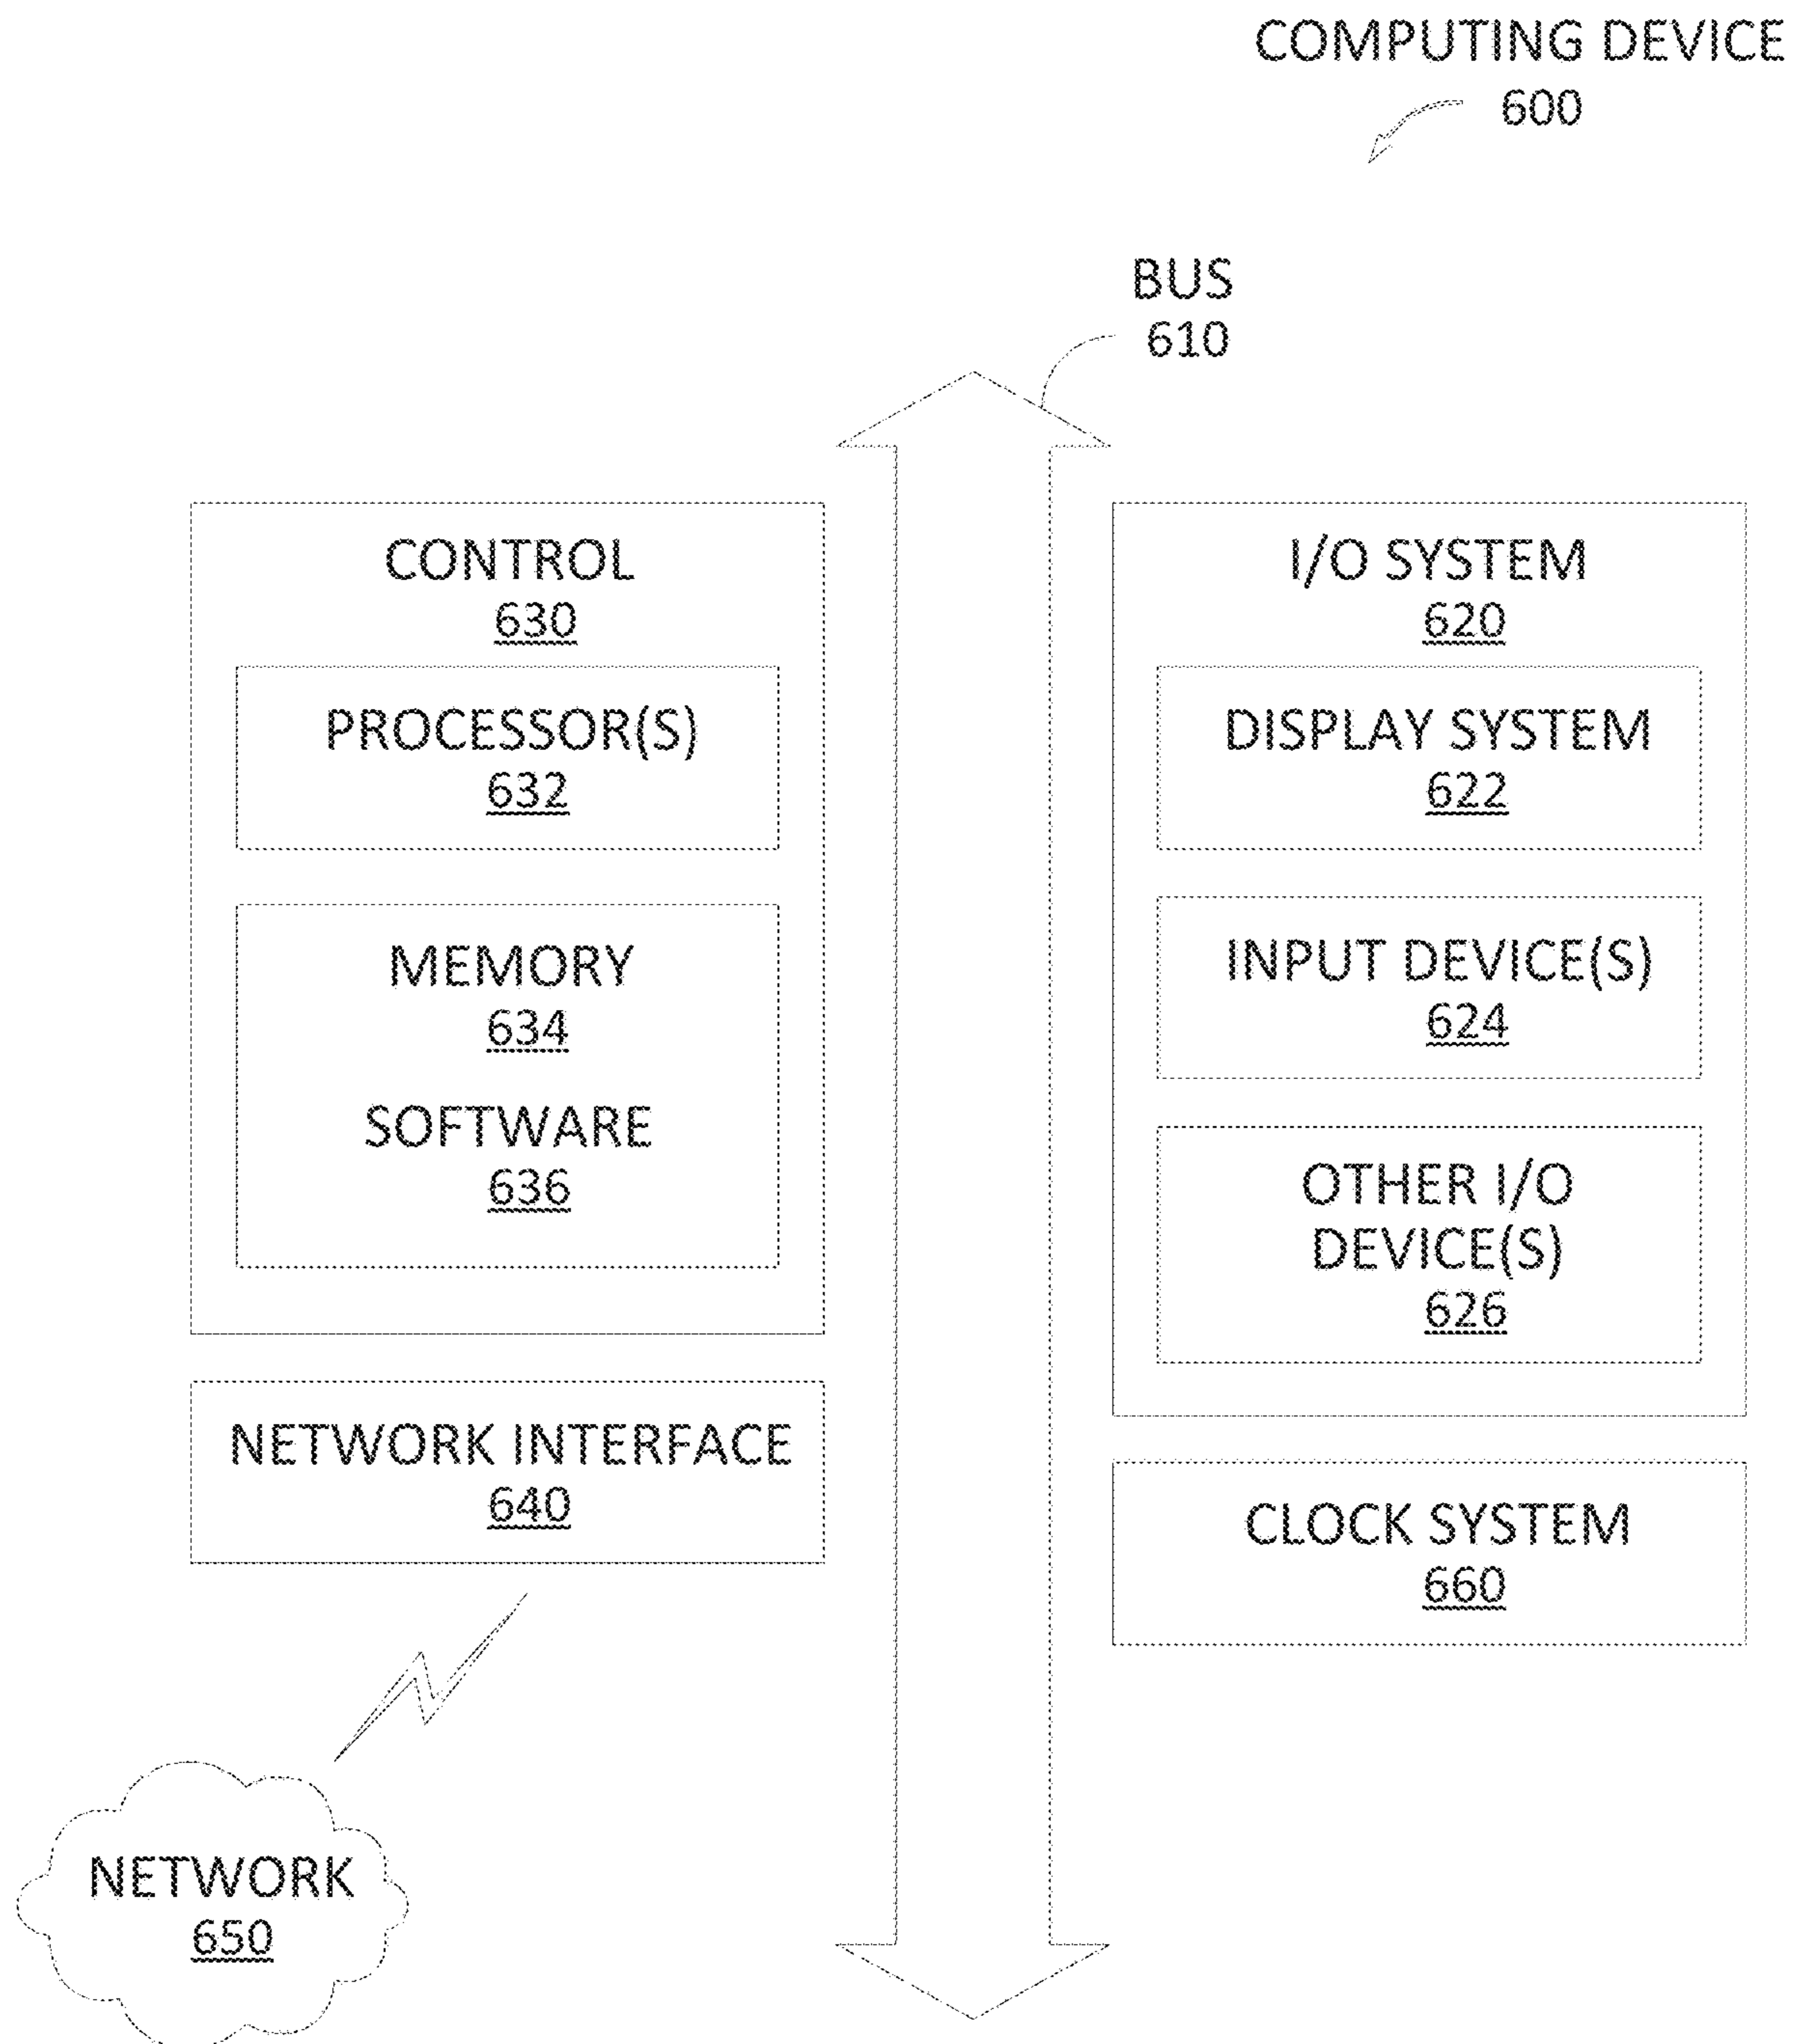 COMPUTING DEVICE
600
BUS
610
CONTROL
630
PROCESSOR(S)
632
MEMORY
634
SOFTWARE
636
NETWORK INTERFACE
640
NETWORK
650
I/O SYSTEM
620
DISPLAY SYSTEM
622
INPUT DEVICE(S)
624
OTHER I/O
DEVICE(S)
626
CLOCK SYSTEM
660